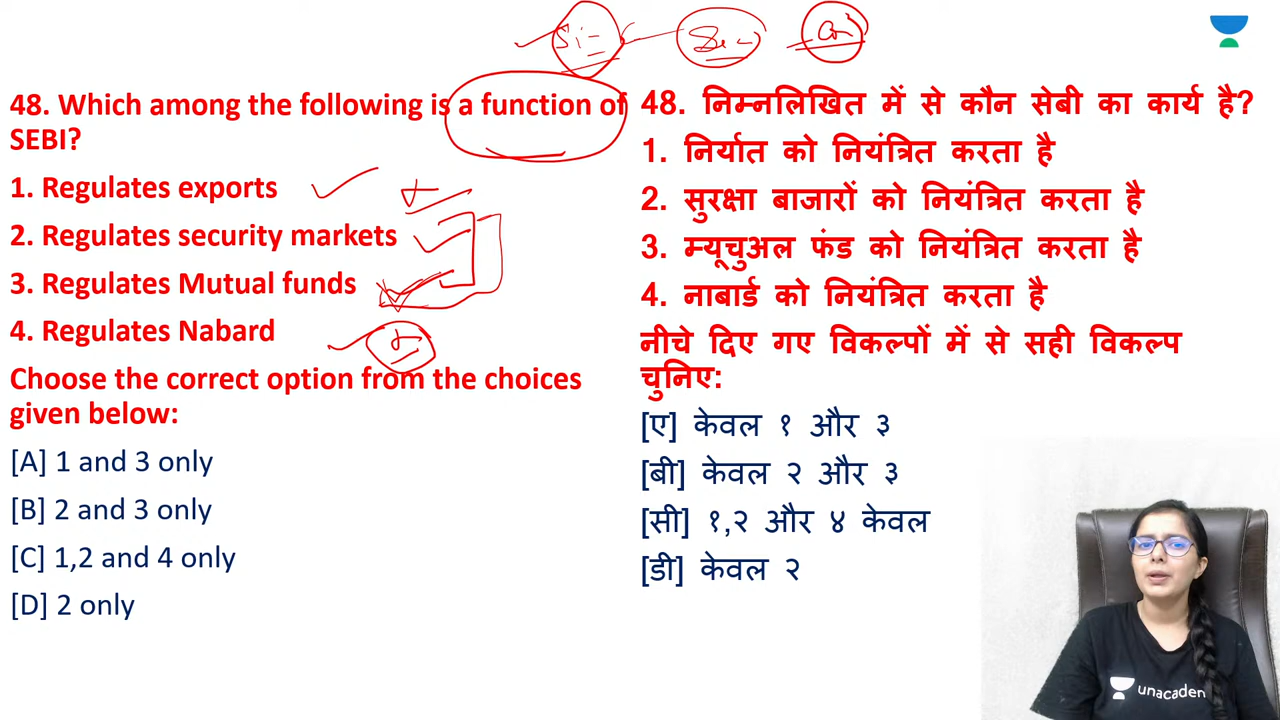 48. Which among the following is a function of
SEBI?
1. Regulates exports
2. Regulates security markets
3. Regulates Mutual funds
4. Regulates Nabard
Choose the correct option from the choices
given below:
[A] 1 and 3 only
[B] 2 and 3 only
[C] 1,2 and 4 only
[D] 2 only
48. निम्नलिखित में से कौन सेबी का कार्य है?
1. निर्यात को नियंत्रित करता है
2. सुरक्षा बाजारों को नियंत्रित करता है
3. म्यूचुअल फंड को नियंत्रित करता है
4. नाबार्ड को नियंत्रित करता है
नीचे दिए गए विकल्पों में से सही विकल्प
चुनिए:
[ए] केवल १ और ३
[बी] केवल २ और ३
[सी] १,२ और ४ केवल
[डी] केवल २
unacaden